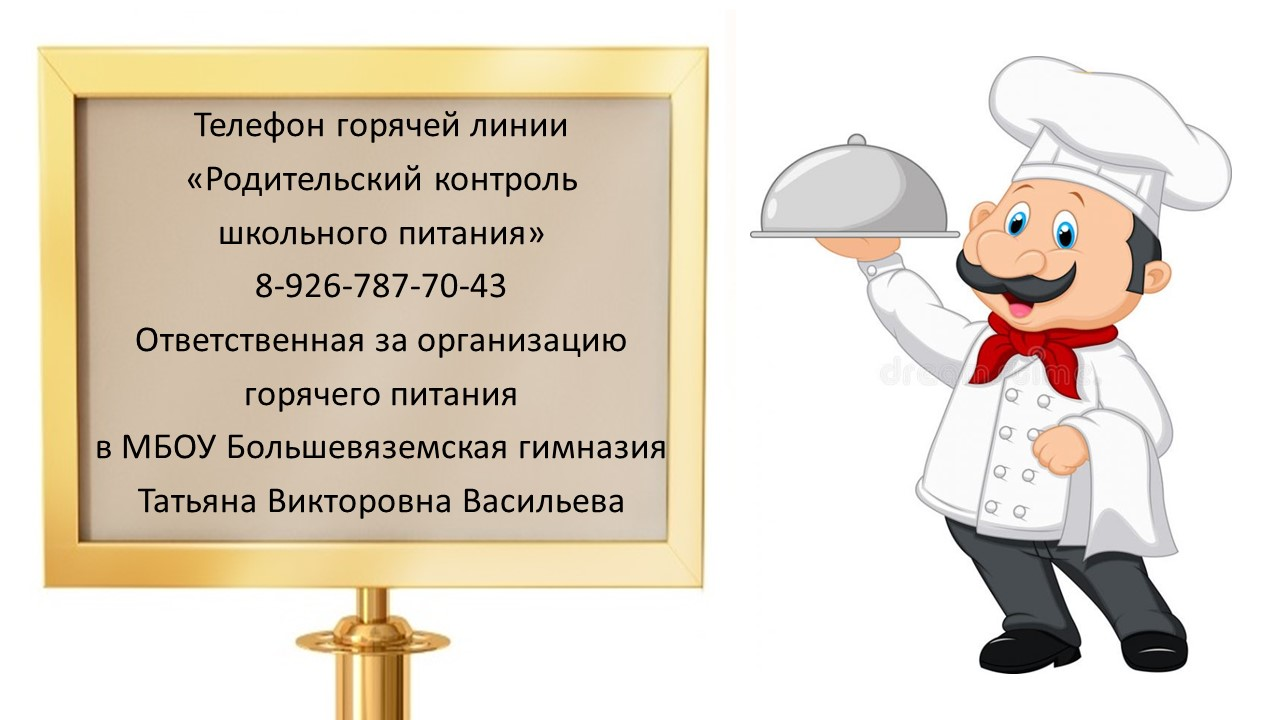 Телефон горячей линии
«Родительский контроль
школьного питания»
8-926-787-70-43
Ответственная за организацию
горячего питания
в МБОУ Большевяземская гимназия
Татьяна Викторовна Васильева